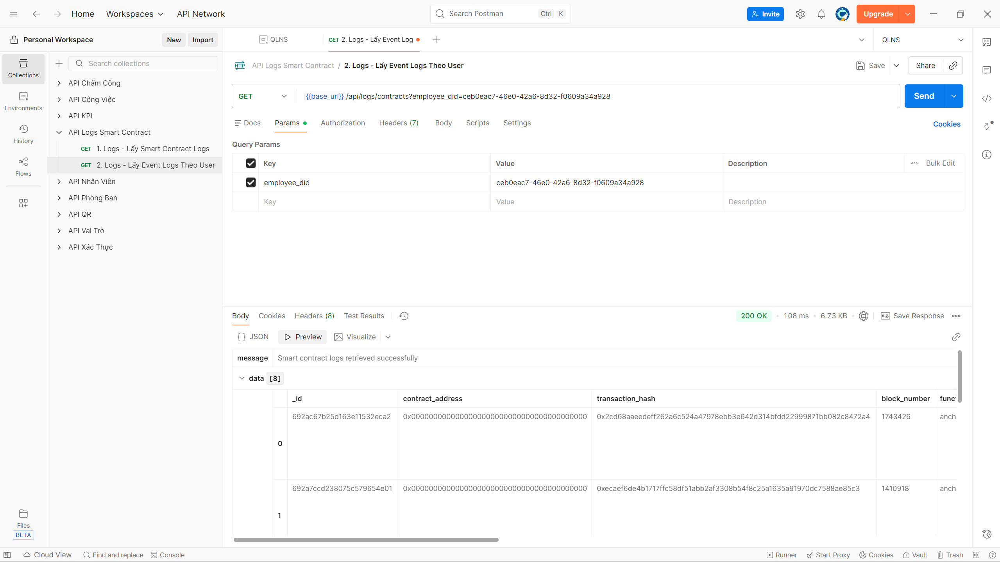 Home Workspaces API Network Search Postman Ctrl K Invite Upgrade
Personal Workspace New Import
QLNS GET 2. Logs - Lấy Event Log QLNS
Collections
Environments
History
Flows
Files
BETA
Search collections
API Chấm Công
API Công Việc
API KPI
API Logs Smart Contract
GET 1. Logs - Lấy Smart Contract Logs
GET 2. Logs - Lấy Event Logs Theo User
API Nhân Viên
API Phòng Ban
API QR
API Vai Trò
API Xác Thực
HTTP API Logs Smart Contract / 2. Logs - Lấy Event Logs Theo User Save Share
GET {{base_url}} /api/logs/contracts?employee_did=ceb0eac7-46e0-42a6-8d32-f0609a34a928 Send
Docs Params Authorization Headers (7) Body Scripts Settings Cookies
Query Params
Key Value Description Bulk Edit
employee_did ceb0eac7-46e0-42a6-8d32-f0609a34a928
Key Value Description
Body Cookies Headers (8) Test Results 200 OK 108 ms 6.73 KB e.g. Save Response
{} JSON Preview Visualize
message Smart contract logs retrieved successfully
data [8]
_id contract_address transaction_hash block_number funct
0 692ac67b25d163e11532eca2 0x0000000000000000000000000000000000000000 0x2cd68aaeedeff262a6c524a47978ebb3e642d314bfdd22999871bb082c8472a4 1743426 anch
1 692a7ccd238075c579654e01 0x0000000000000000000000000000000000000000 0xecaef6de4b1717ffc58df51abb2af3308b54f8c25a1635a91970dc7588ae85c3 1410918 anch
Cloud View Find and replace Console Runner Start Proxy Cookies Vault Trash